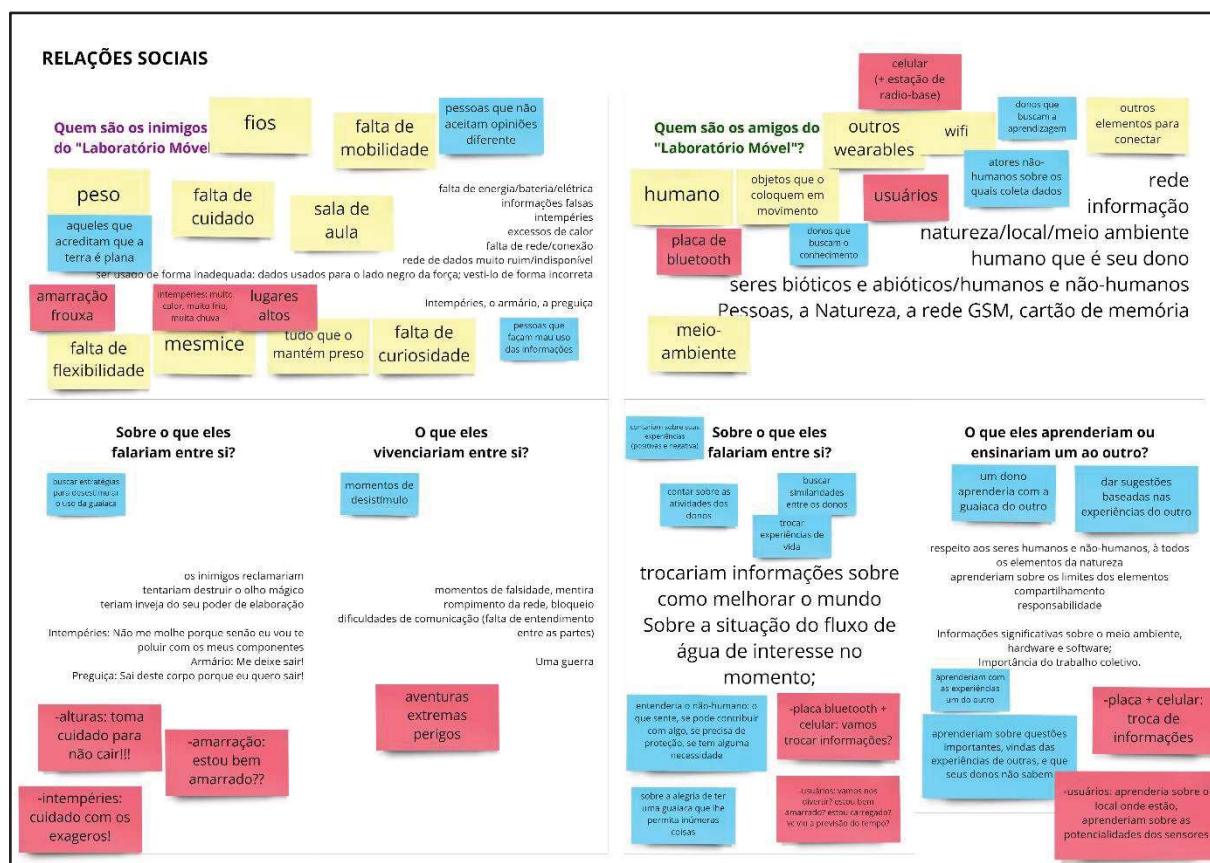 RELAÇÕES SOCIAIS
Quem são os inimigos
do "Laboratório Móvel
fios
falta de
mobilidade
pessoas que não
aceitam opiniões
diferente
peso
falta de
cuidado
sala de
aula
aqueles que
acreditam que a
terra é plana
falta de energia/bateria/elétrica
informações falsas
intempéries
excessos de calor
falta de rede/conexão
rede de dados muito ruim/indisponível
ser usado de forma inadequada: dados usados para o lado negro da força; vesti-lo de forma incorreta
Intempéries, o armário, a preguiça
amarração
frouxa
intempéries: muito
calor, muito frio,
muita chuva
lugares
altos
falta de
flexibilidade
mesmice
tudo que o
mantém preso
falta de
curiosidade
pessoas que
façam mau uso
das informações
Quem são os amigos do
"Laboratório Móvel"?
celular
(+ estação de
radio-base)
outros
wearables
wifi
donos que
buscam a
aprendizagem
outros
elementos para
conectar
humano
objetos que o
coloquem em
movimento
usuários
atores não-
humanos sobre os
quais coleta dados
placa de
bluetooth
donos que
buscam o
conhecimento
rede
informação
natureza/local/meio ambiente
humano que é seu dono
seres bióticos e abióticos/humanos e não-humanos
Pessoas, a Natureza, a rede GSM, cartão de memória
meio-
ambiente
Sobre o que eles
falariam entre si?
buscar estratégias
para desestimular
o uso da guaiaca
os inimigos reclamariam
tentariam destruir o olho mágico
teriam inveja do seu poder de elaboração
Intempéries: Não me molhe porque senão eu vou te
poluir com os meus componentes
Armário: Me deixe sair!
Preguiça: Sai deste corpo porque eu quero sair!
-alturas: toma
cuidado para
não cair!!!
-amarração:
estou bem
amarrado??
-intempéries:
cuidado com os
exageros!
O que eles
vivenciariam entre si?
momentos de
desistímulo
momentos de falsidade, mentira
rompimento da rede, bloqueio
dificuldades de comunicação (falta de entendimento
entre as partes)
Uma guerra
aventuras
extremas
perigos
contariam sobre suas
experiências
(positivas e negativa)
Sobre o que eles
falariam entre si?
contar sobre as
atividades dos
donos
buscar
similaridades
entre os donos
trocar
experiências de
vida
trocariam informações sobre
como melhorar o mundo
Sobre a situação do fluxo de
água de interesse no
momento;
entenderia o não-humano: o
que sente, se pode contribuir
com algo, se precisa de
proteção, se tem alguma
necessidade
-placa bluetooth +
celular: vamos
trocar informações?
sobre a alegria de ter
uma guaiaca que lhe
permita inúmeras
coisas
-usuários: vamos nos
divertir? estou bem
amarrado? estou carregado?
vc viu a previsão do tempo?
O que eles aprenderiam ou
ensinariam um ao outro?
um dono
aprenderia com a
guaiaca do outro
dar sugestões
baseadas nas
experiências do outro
respeito aos seres humanos e não-humanos, à todos
os elementos da natureza
aprenderiam sobre os limites dos elementos
compartilhamento
responsabilidade
Informações significativas sobre o meio ambiente,
hardware e software;
Importância do trabalho coletivo.
aprenderiam com
as experiências
um do outro
-placa + celular:
troca de
informações
aprenderiam sobre questões
importantes, vindas das
experiências de outras, e que
seus donos não sabem
-usuários: aprenderia sobre o
local onde estão,
aprenderiam sobre as
potencialidades dos sensores